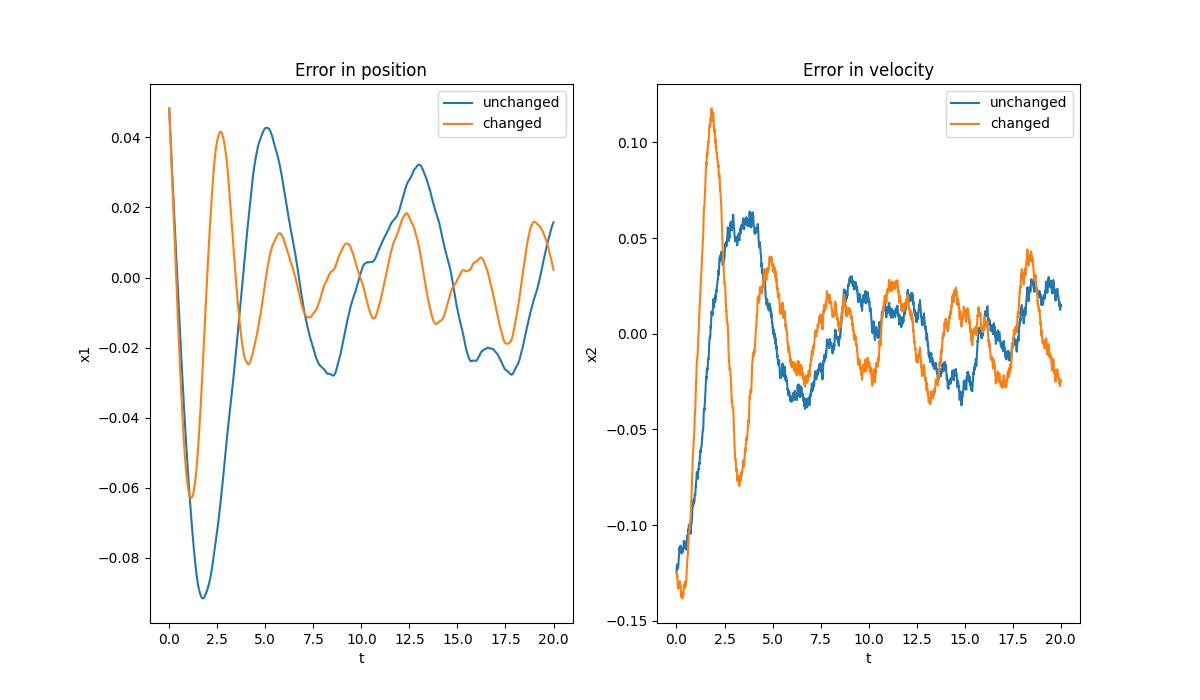 Error in position
unchanged
changed
0.04
0.02
0.00
−0.02
−0.04
−0.06
−0.08
x1
0.0 2.5 5.0 7.5 10.0 12.5 15.0 17.5 20.0
t
Error in velocity
unchanged
changed
0.10
0.05
0.00
−0.05
−0.10
−0.15
x2
0.0 2.5 5.0 7.5 10.0 12.5 15.0 17.5 20.0
t